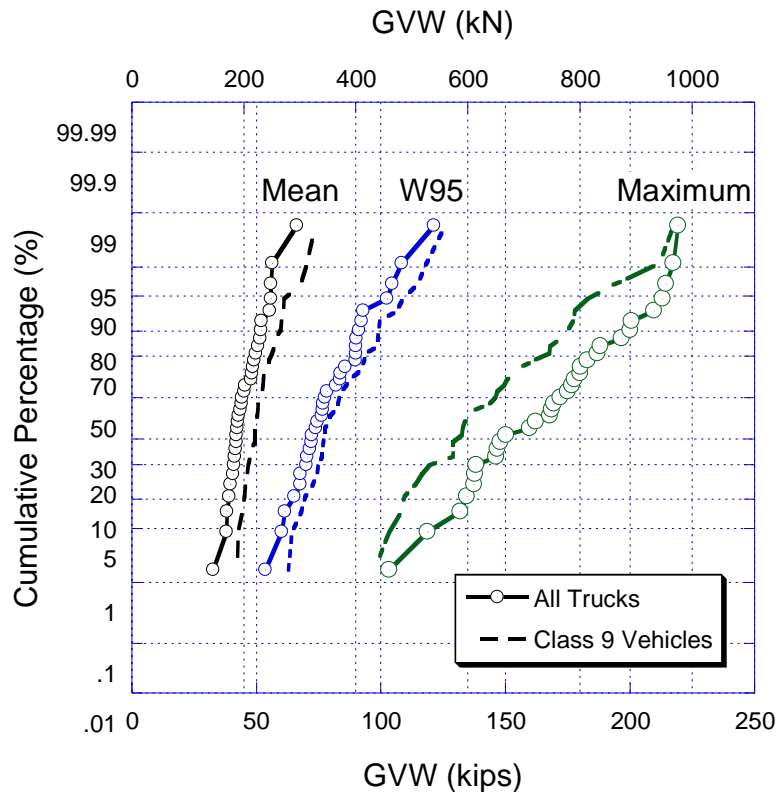 GVW (kN)
0 200 400 600 800 1000
99.99
99.9
Mean W95 Maximum
99
95
90
80
70
50
30
20
10
5
1
.1
.01
Cumulative Percentage (%)
All Trucks
Class 9 Vehicles
0 50 100 150 200 250
GVW (kips)